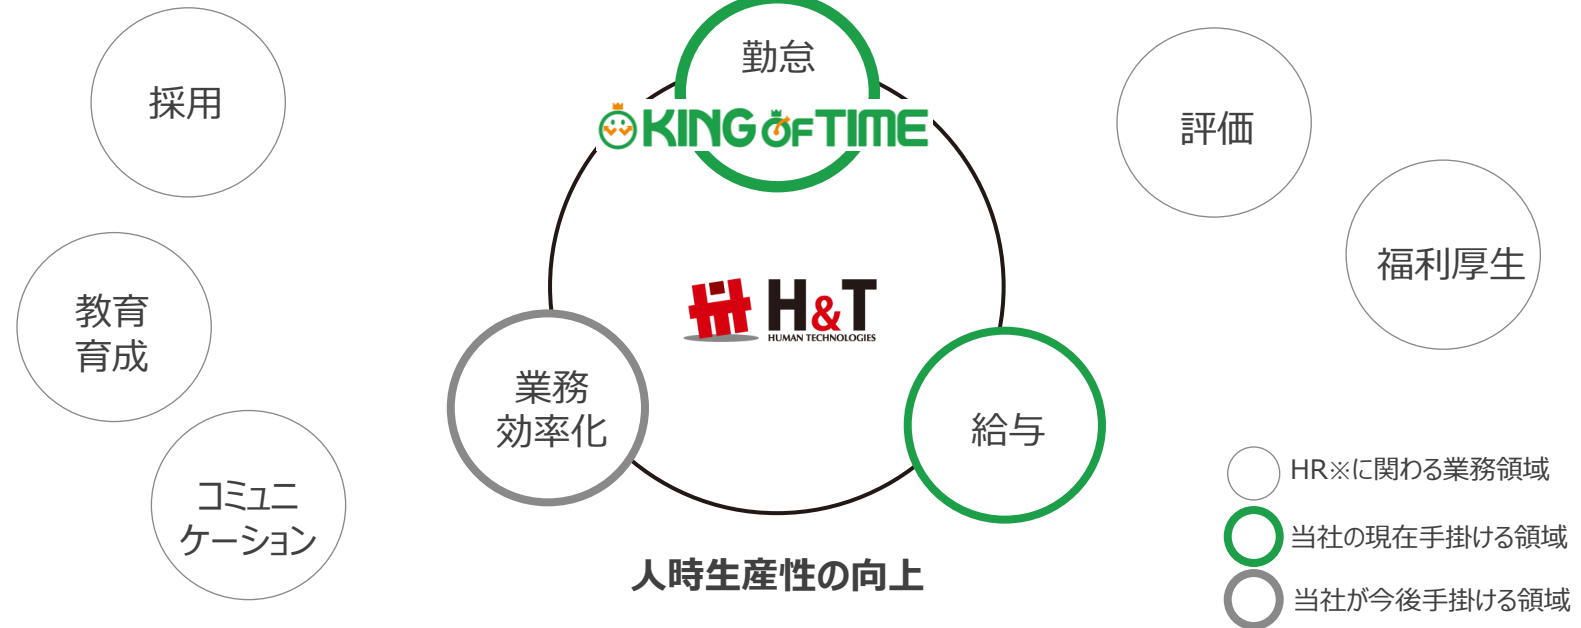 勤怠
KING OF TIME
採用
評価
福利厚生
教育
育成
H&T
HUMAN TECHNOLOGIES
業務
効率化
給与
コミュニ
ケーション
人時生産性の向上
HR※に関わる業務領域
当社の現在手掛ける領域
当社が今後手掛ける領域